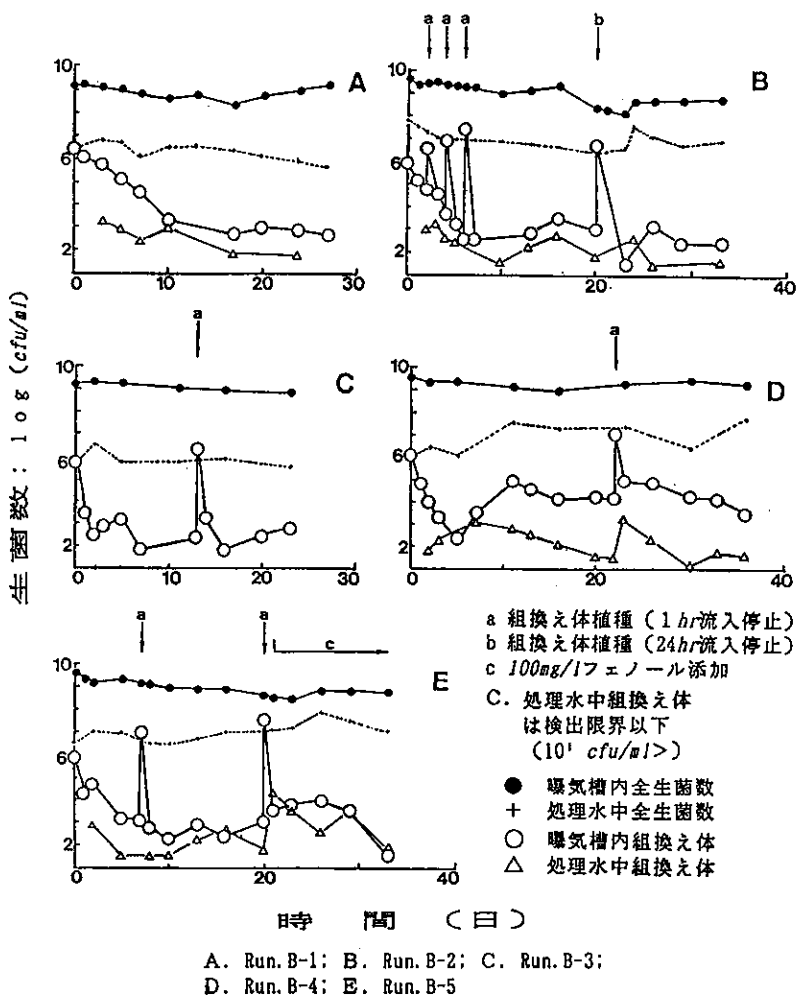 a a a b
10 A
6
2
0 10 20 30
10 B
6
2
0 20 40
a
10 C
6
2
0 10 20 30
a
10 D
6
2
0 20 40
a a c
10 E
6
2
0 20 40
生菌数：log (cfu/ml)
a 組換え体植種（1hr流入停止）
b 組換え体植種（24hr流入停止）
c 100mg/lフェノール添加
C. 処理水中組換え体
は検出限界以下
(10¹ cfu/ml>)
● 曝気槽内全生菌数
+ 処理水中全生菌数
○ 曝気槽内組換え体
△ 処理水中組換え体
時 間 （日）
A. Run.B-1; B. Run.B-2; C. Run.B-3;
D. Run.B-4; E. Run.B-5